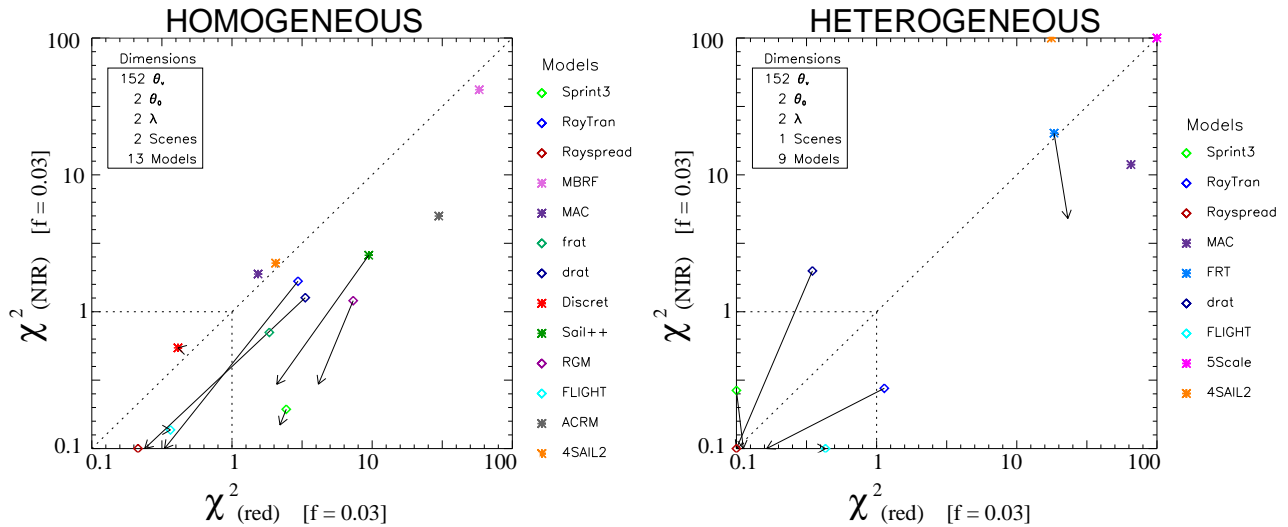 HOMOGENEOUS
100
10
1
0.1
χ² (NIR) [f = 0.03]
Dimensions
152 θᵥ
2 θ₀
2 λ
2 Scenes
13 Models
0.1 1 10 100
χ² (red) [f = 0.03]
Models
Sprint3
RayTran
Rayspread
MBRF
MAC
frat
drat
Discret
Sail++
RGM
FLIGHT
ACRM
4SAIL2
HETEROGENEOUS
100
10
1
0.1
χ² (NIR) [f = 0.03]
Dimensions
152 θᵥ
2 θ₀
2 λ
1 Scenes
9 Models
0.1 1 10 100
χ² (red) [f = 0.03]
Models
Sprint3
RayTran
Rayspread
MAC
FRT
drat
FLIGHT
5Scale
4SAIL2